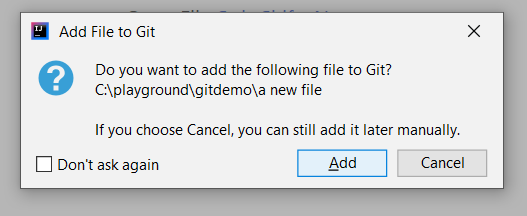 Add File to Git
Do you want to add the following file to Git?
C:\playground\gitdemo\a new file
If you choose Cancel, you can still add it later manually.
Don't ask again
Add
Cancel